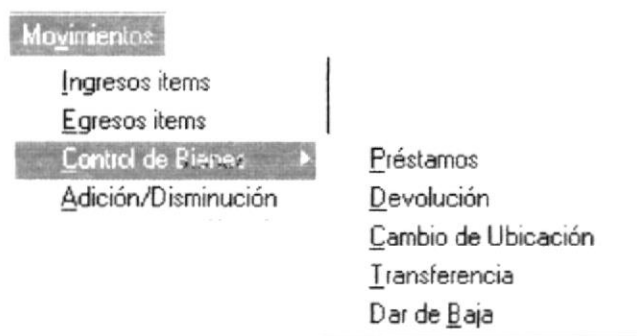 Movimientos
Ingresos items
Egresos items
Control de Bienes
Adición/Disminución
Préstamos
Devolución
Cambio de Ubicación
Transferencia
Dar de Baja